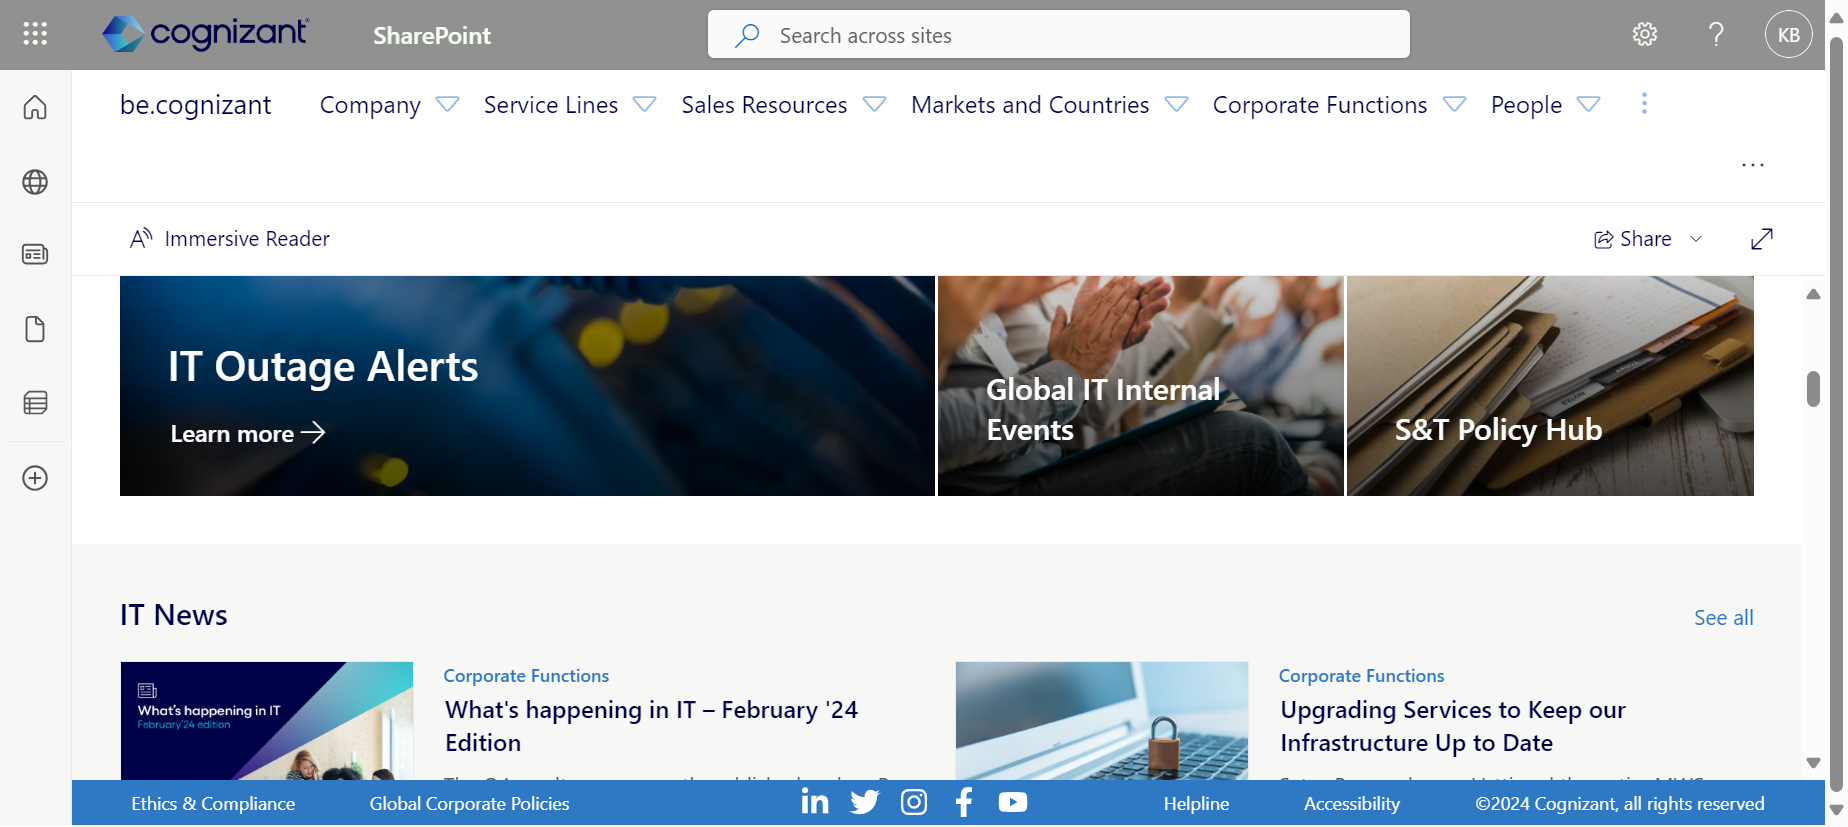 cognizant
SharePoint
Search across sites
?
KB
be.cognizant
Company
Service Lines
Sales Resources
Markets and Countries
Corporate Functions
People
Immersive Reader
Share
IT Outage Alerts
Learn more
Global IT Internal
Events
S&T Policy Hub
IT News
See all
What's happening in IT
February'24 edition
Corporate Functions
What's happening in IT – February '24
Edition
Corporate Functions
Upgrading Services to Keep our
Infrastructure Up to Date
Ethics & Compliance
Global Corporate Policies
Helpline
Accessibility
©2024 Cognizant, all rights reserved